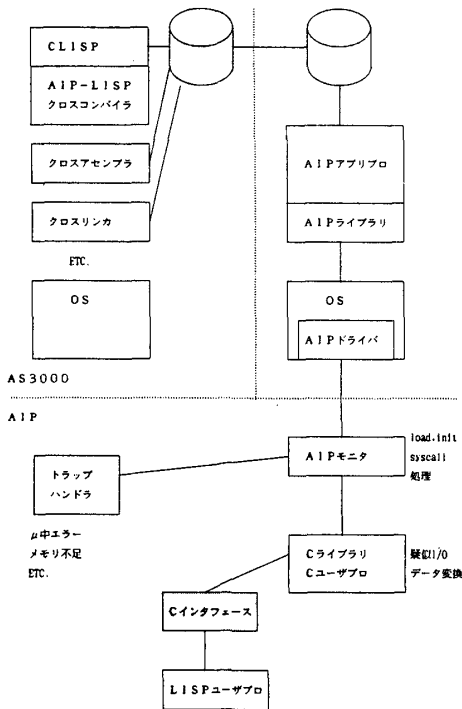 CLISP
AIP-LISP
クロスコンパイラ
クロスアセンブラ
クロスリンカ
ETC.
OS
AS3000
AIPアプリプロ
AIPライブラリ
OS
AIPドライバ
AIP
AIPモニタ
load.init
syscall
処理
トラップ
ハンドラ
μ中エラー
メモリ不足
ETC.
Cライブラリ
Cユーザプロ
疑似I/O
データ変換
Cインタフェース
LISPユーザプロ